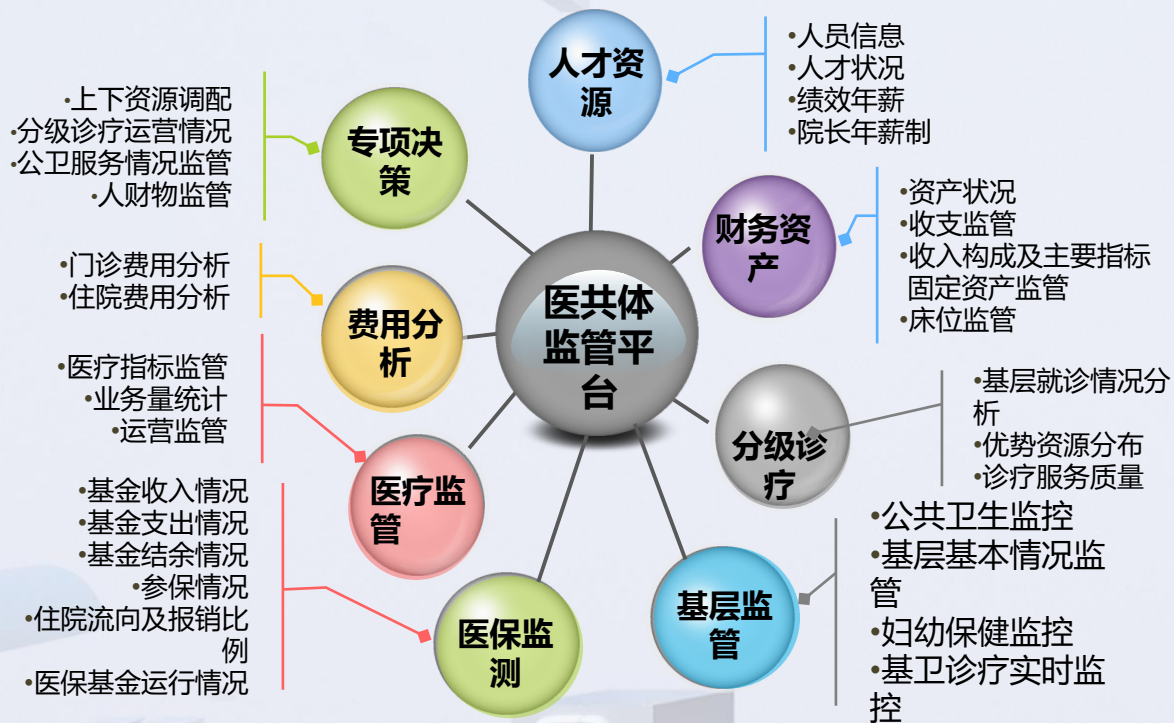 人才资
源
•人员信息
•人才状况
•绩效年薪
•院长年薪制
专项决
策
•上下资源调配
•分级诊疗运营情况
•公卫服务情况监管
•人财物监管
财务资
产
•资产状况
•收支监管
•收入构成及主要指标
固定资产监管
•床位监管
医共体
监管平
台
费用分
析
•门诊费用分析
•住院费用分析
分级诊
疗
•基层就诊情况分
析
•优势资源分布
•诊疗服务质量
医疗监
管
•医疗指标监管
•业务量统计
•运营监管
基层监
管
•公共卫生监控
•基层基本情况监
管
•妇幼保健监控
•基卫诊疗实时监
控
医保监
测
•基金收入情况
•基金支出情况
•基金结余情况
•参保情况
•住院流向及报销比
例
•医保基金运行情况